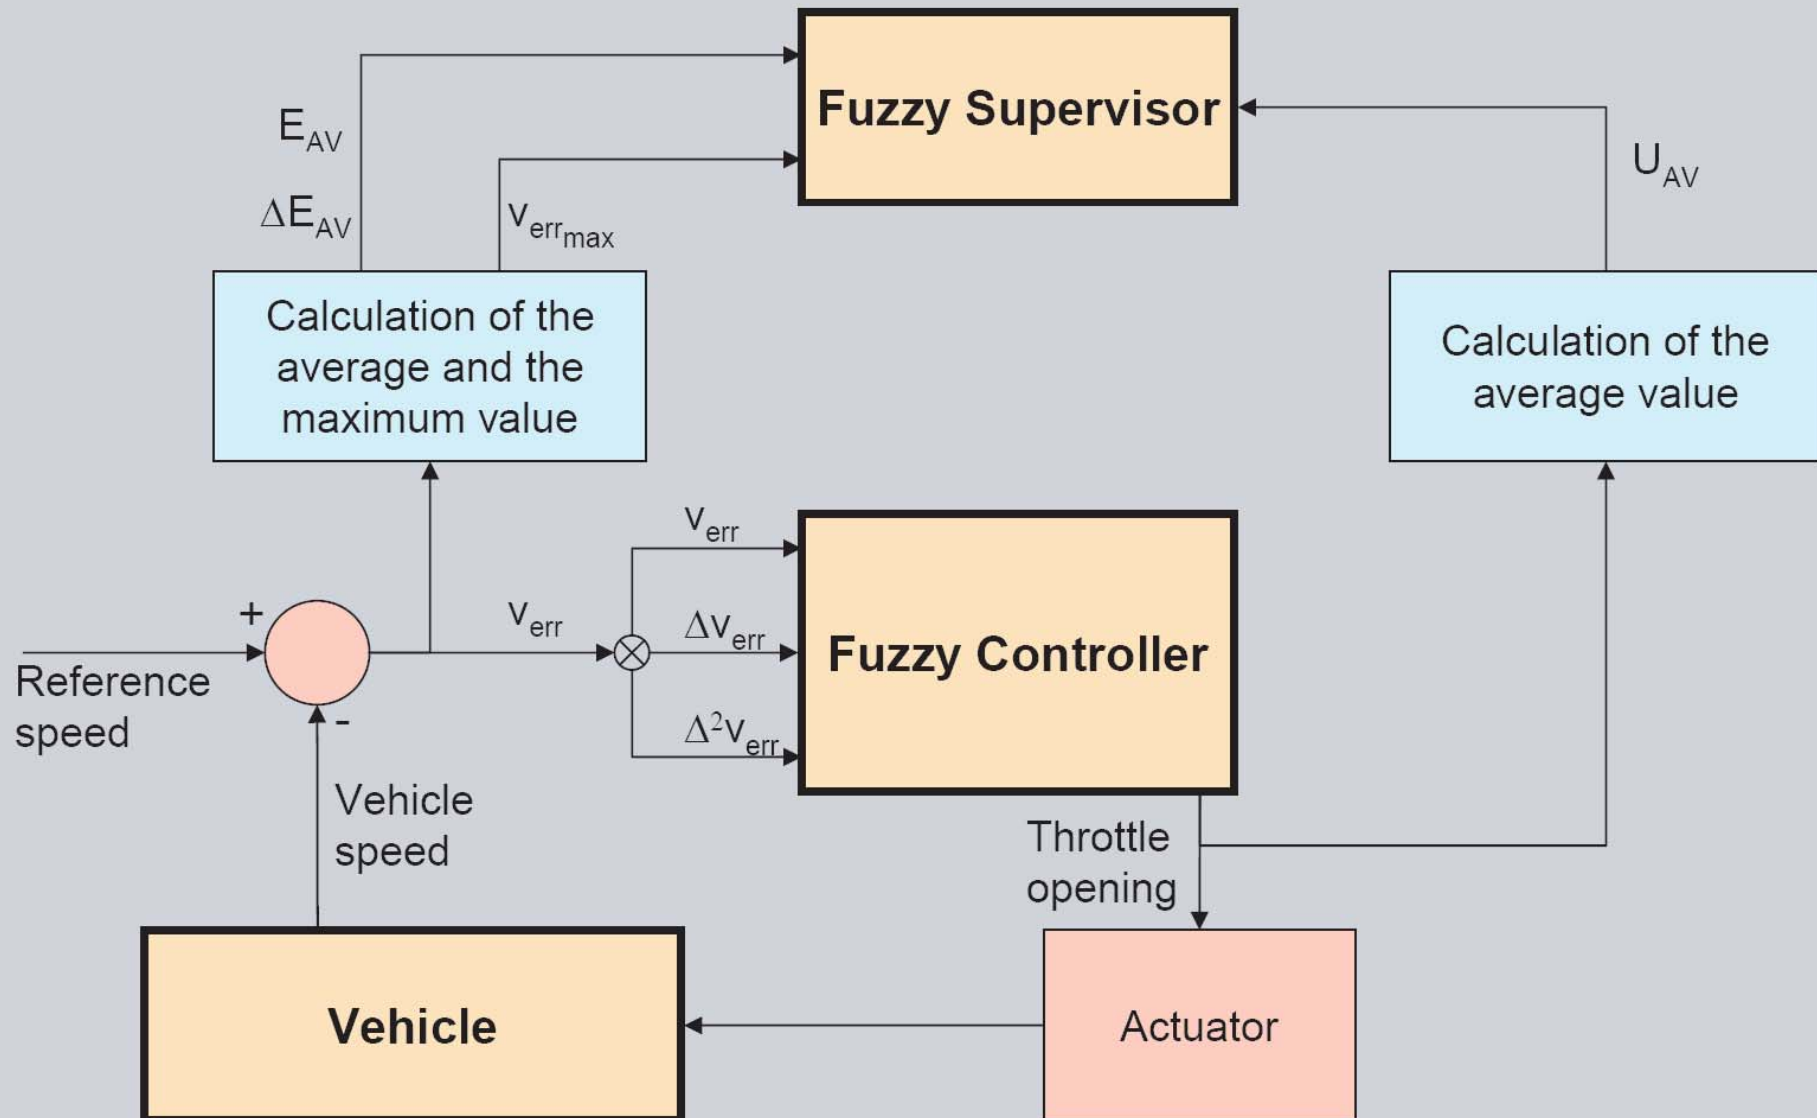 Fuzzy Supervisor
E_AV
ΔE_AV
v_err_max
U_AV
Calculation of the
average and the
maximum value
Calculation of the
average value
v_err
+
v_err
Δv_err
Fuzzy Controller
Reference
speed
-
Δ²v_err
Vehicle
speed
Throttle
opening
Vehicle
Actuator